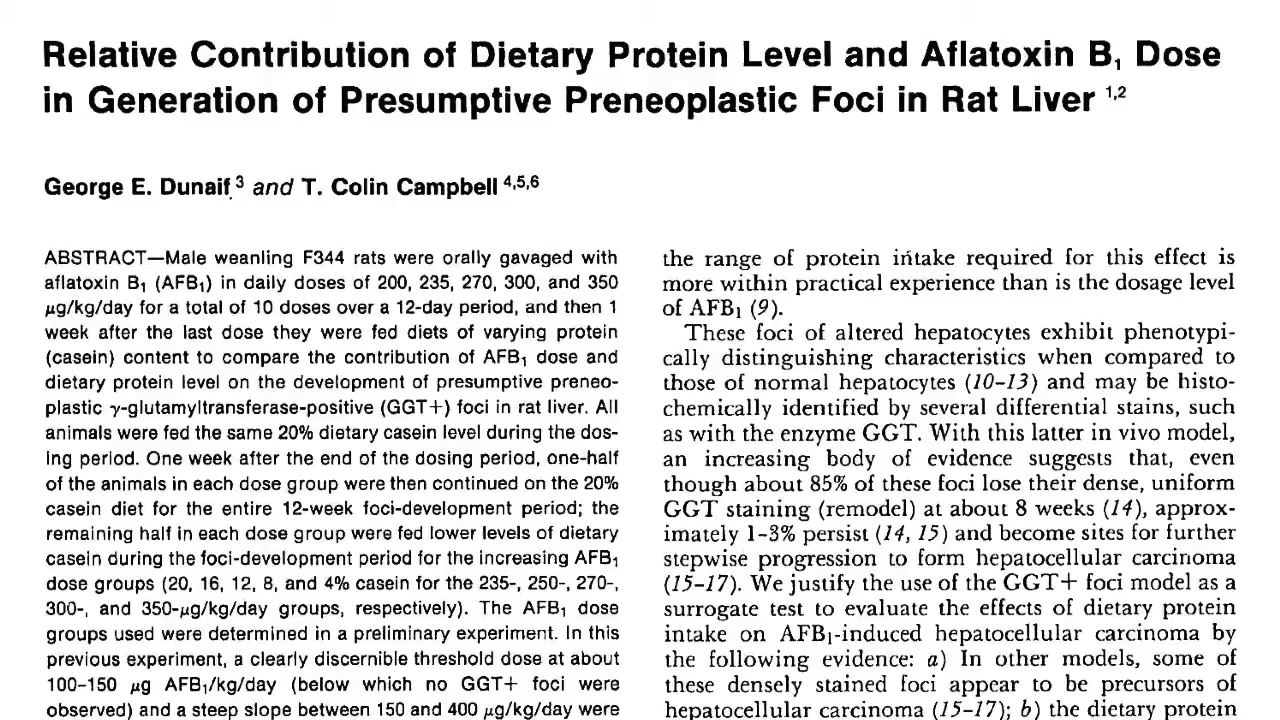 Relative Contribution of Dietary Protein Level and Aflatoxin B₁ Dose
in Generation of Presumptive Preneoplastic Foci in Rat Liver 1,2
George E. Dunaif,3 and T. Colin Campbell 4,5,6
ABSTRACT—Male weanling F344 rats were orally gavaged with
aflatoxin B₁ (AFB₁) in daily doses of 200, 235, 270, 300, and 350
µg/kg/day for a total of 10 doses over a 12-day period, and then 1
week after the last dose they were fed diets of varying protein
(casein) content to compare the contribution of AFB₁ dose and
dietary protein level on the development of presumptive preneo-
plastic γ-glutamyltransferase-positive (GGT+) foci in rat liver. All
animals were fed the same 20% dietary casein level during the dos-
ing period. One week after the end of the dosing period, one-half
of the animals in each dose group were then continued on the 20%
casein diet for the entire 12-week foci-development period; the
remaining half in each dose group were fed lower levels of dietary
casein during the foci-development period for the increasing AFB₁
dose groups (20, 16, 12, 8, and 4% casein for the 235-, 250-, 270-,
300-, and 350-µg/kg/day groups, respectively). The AFB₁ dose
groups used were determined in a preliminary experiment. In this
previous experiment, a clearly discernible threshold dose at about
100-150 µg AFB₁/kg/day (below which no GGT+ foci were
observed) and a steep slope between 150 and 400 µg/kg/day were
the range of protein intake required for this effect is
more within practical experience than is the dosage level
of AFB₁ (9).
These foci of altered hepatocytes exhibit phenotypi-
cally distinguishing characteristics when compared to
those of normal hepatocytes (10-13) and may be histo-
chemically identified by several differential stains, such
as with the enzyme GGT. With this latter in vivo model,
an increasing body of evidence suggests that, even
though about 85% of these foci lose their dense, uniform
GGT staining (remodel) at about 8 weeks (14), approx-
imately 1-3% persist (14, 15) and become sites for further
stepwise progression to form hepatocellular carcinoma
(15-17). We justify the use of the GGT+ foci model as a
surrogate test to evaluate the effects of dietary protein
intake on AFB₁-induced hepatocellular carcinoma by
the following evidence: a) In other models, some of
these densely stained foci appear to be precursors of
hepatocellular carcinoma (15-17); b) the dietary protein